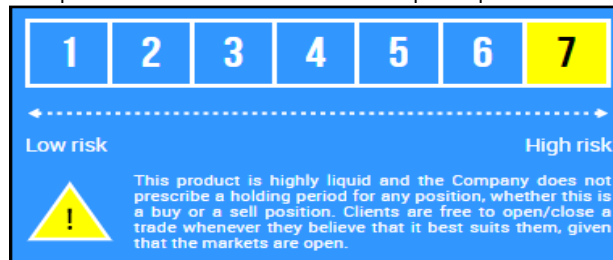 1 2 3 4 5 6 7
Low risk High risk
This product is highly liquid and the Company does not
prescribe a holding period for any position, whether this is
a buy or a sell position. Clients are free to open/close a
! trade whenever they believe that it best suits them, given
that the markets are open.